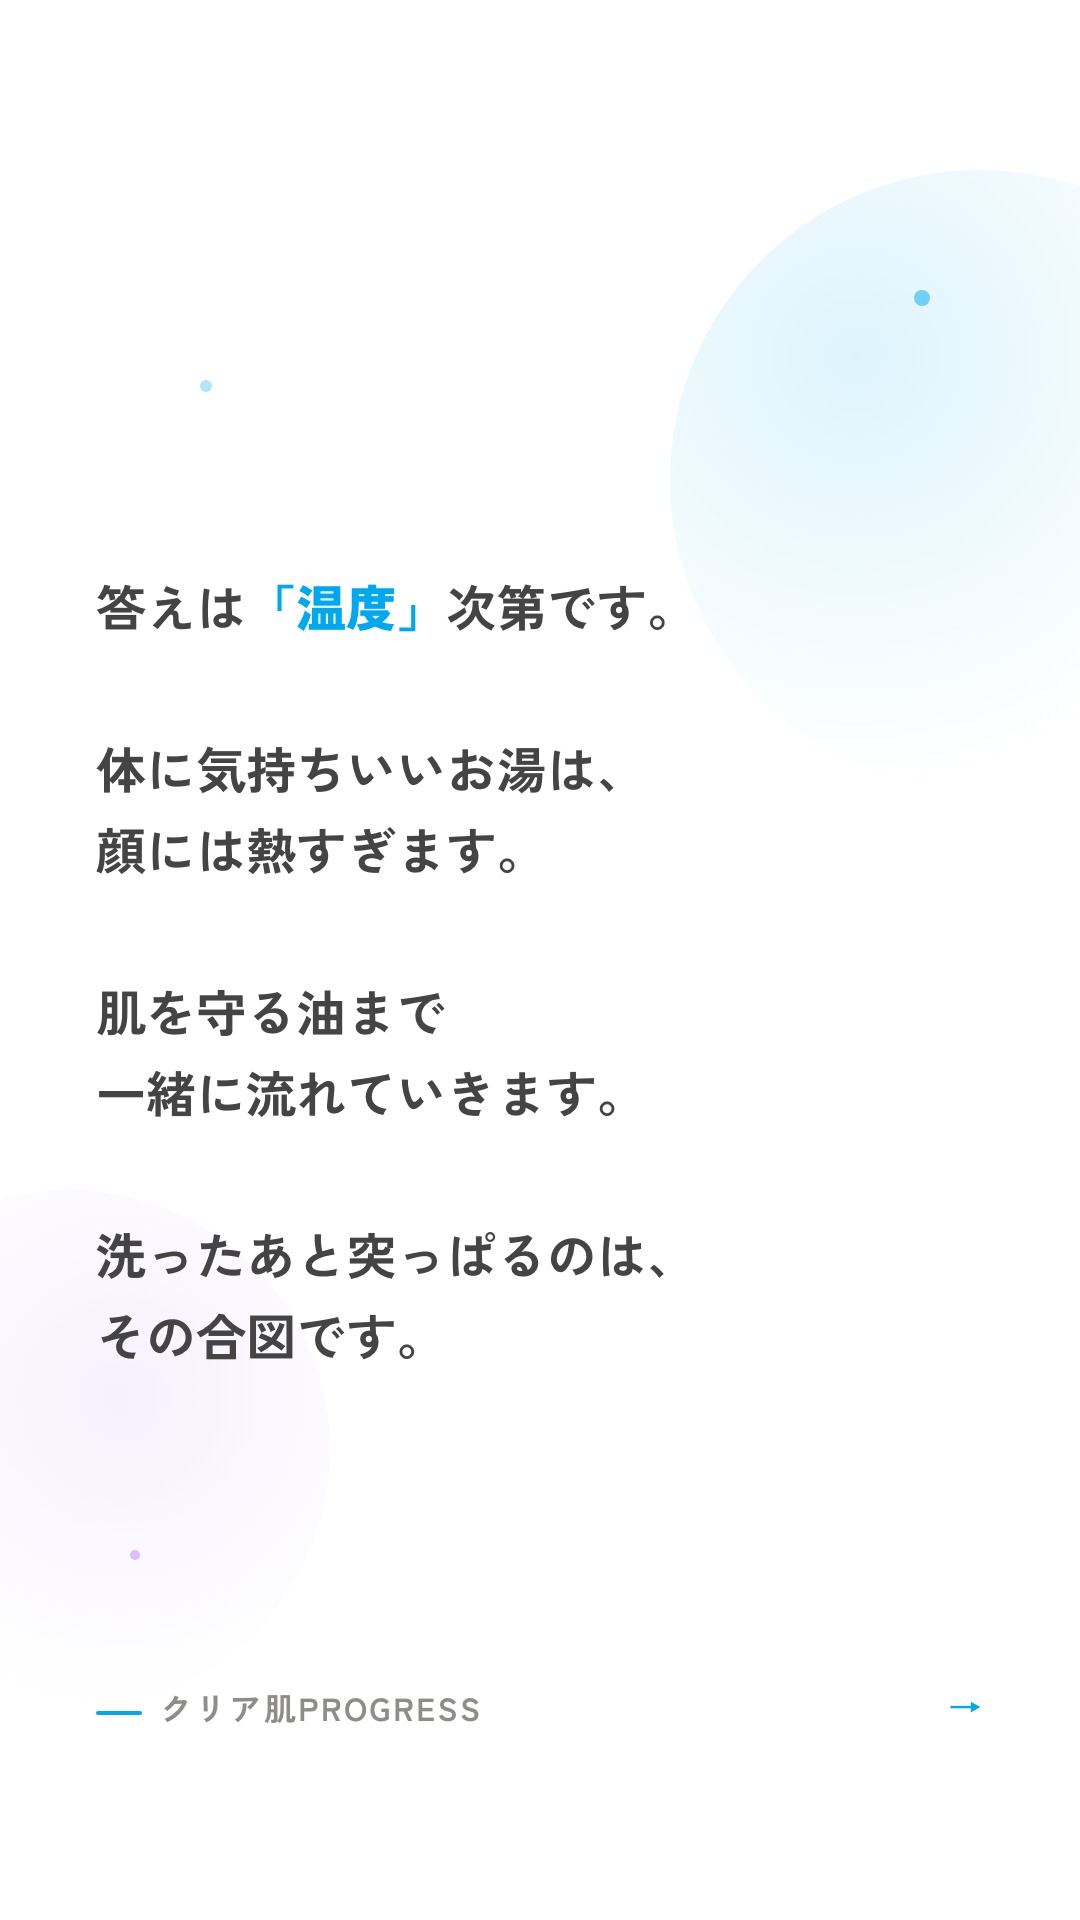 答えは「温度」次第です。
体に気持ちいいお湯は、
顔には熱すぎます。
肌を守る油まで
一緒に流れていきます。
洗ったあと突っぱるのは、
その合図です。
クリア肌PROGRESS
→